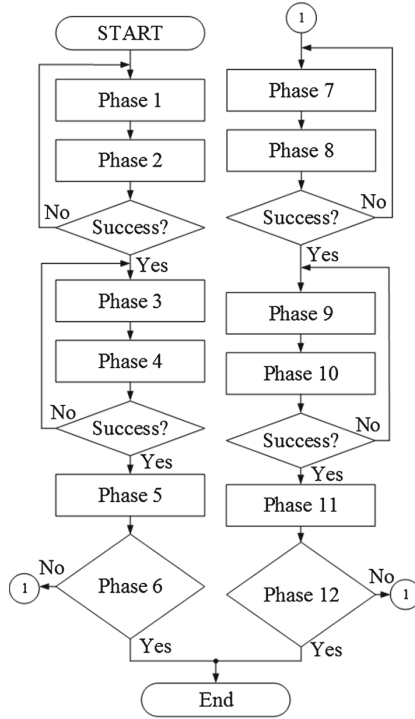 START
Phase 1
Phase 2
Success?
No
Yes
Phase 3
Phase 4
Success?
No
Yes
Phase 5
Phase 6
No
1
Yes
1
Phase 7
Phase 8
Success?
No
Yes
Phase 9
Phase 10
Success?
No
Yes
Phase 11
Phase 12
No
1
Yes
End